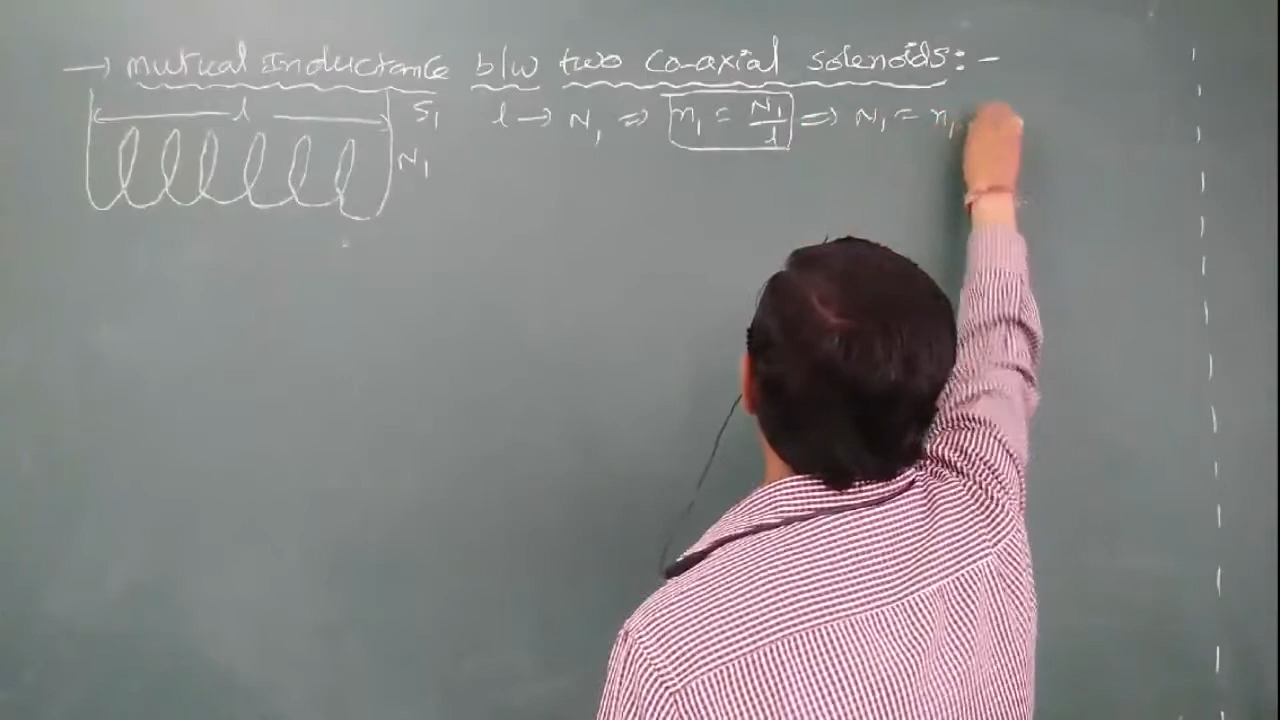 → Mutual Inductance b/w two co-axial solenoids:-
l S₁ l → N₁ ⇒ n₁ = N₁/l ⇒ N₁ = n₁
N₁